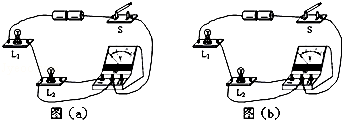 S S
L₁ L₁
V V
L₂ L₂
图(a) 图(b)